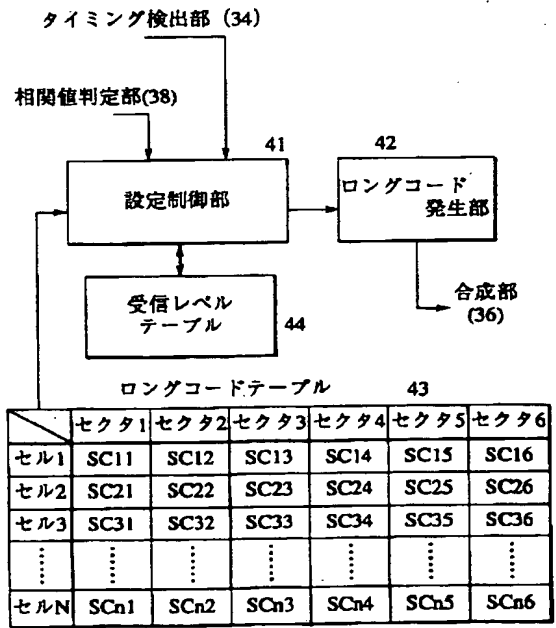 タイミング検出部 (34)
相関値判定部(38)
41
42
設定制御部
ロングコード
発生部
受信レベル
テーブル
44
合成部
(36)
ロングコードテーブル 43
セクタ1 セクタ2 セクタ3 セクタ4 セクタ5 セクタ6
セル1 SC11 SC12 SC13 SC14 SC15 SC16
セル2 SC21 SC22 SC23 SC24 SC25 SC26
セル3 SC31 SC32 SC33 SC34 SC35 SC36
セルN SCn1 SCn2 SCn3 SCn4 SCn5 SCn6